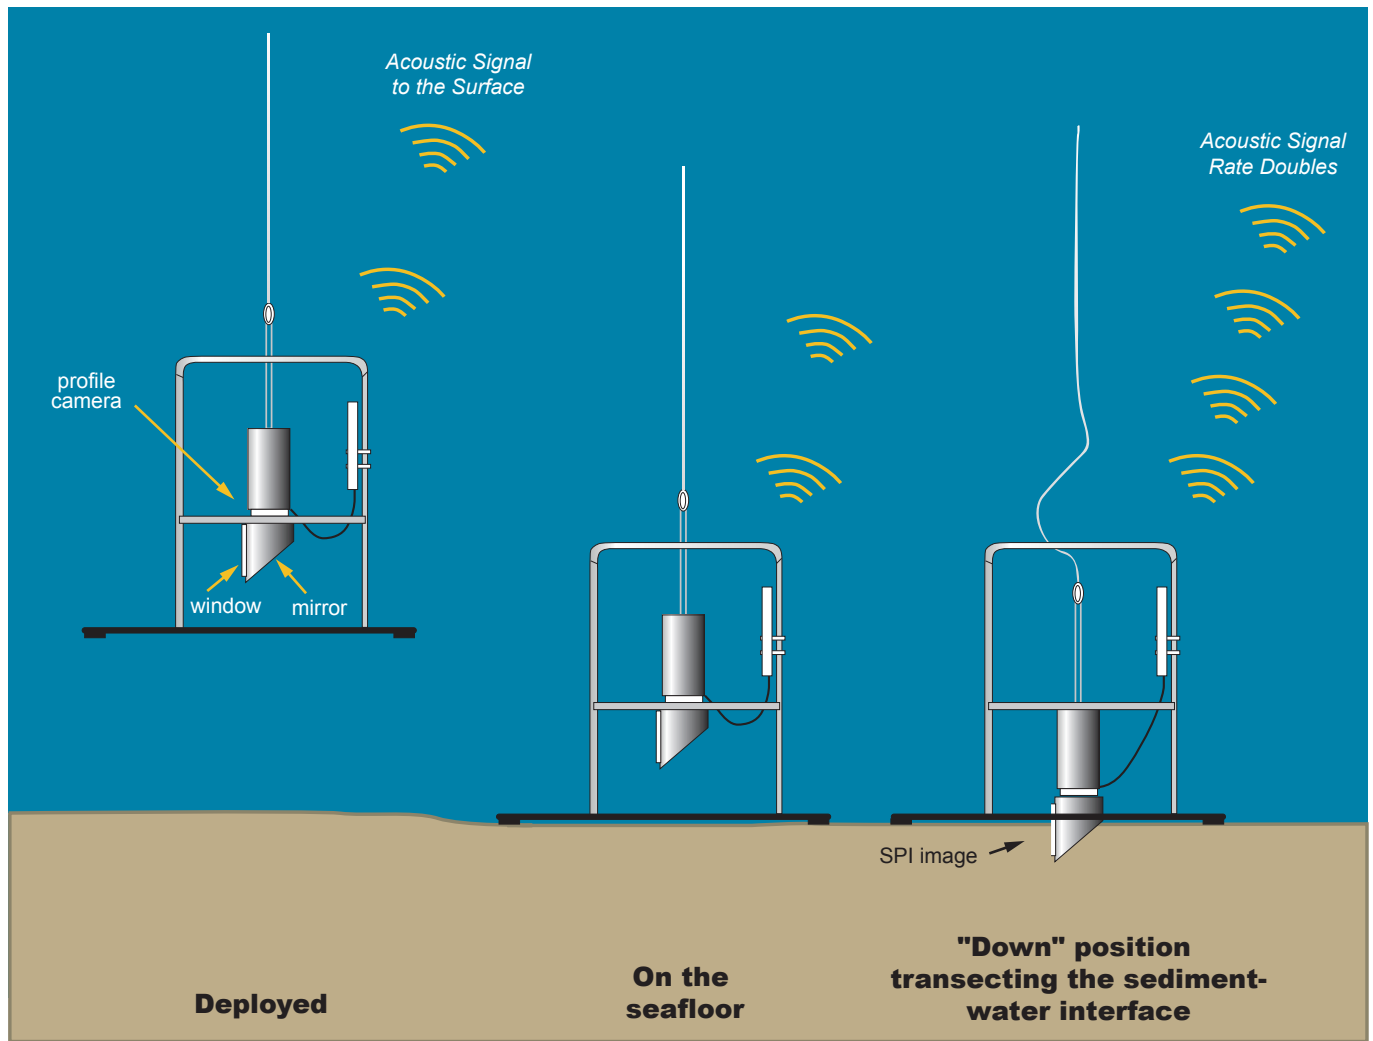 Acoustic Signal
to the Surface
Acoustic Signal
Rate Doubles
profile
camera
window
mirror
SPI image
Deployed
On the
seafloor
"Down" position
transecting the sediment-
water interface